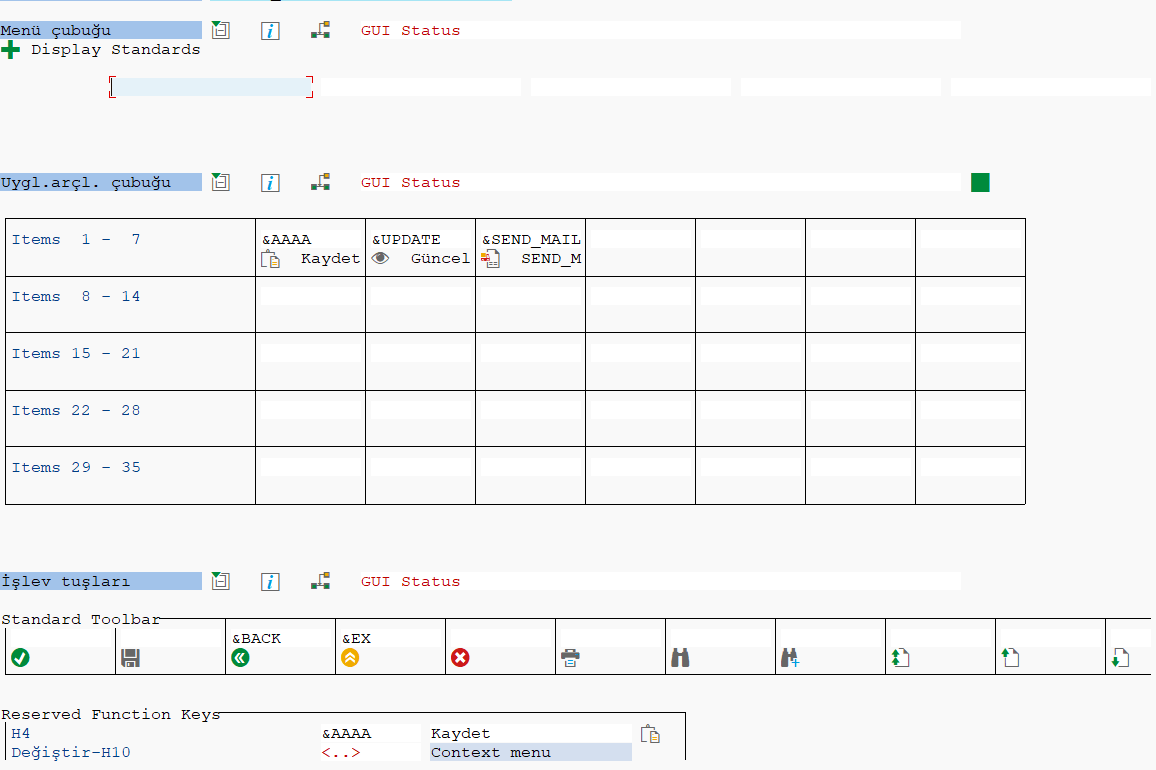 Menü çubuğu GUI Status
Display Standards
Uygl.arçl. çubuğu GUI Status
Items 1 - 7 &AAAA &UPDATE &SEND_MAIL
Kaydet Güncel SEND_M
Items 8 - 14
Items 15 - 21
Items 22 - 28
Items 29 - 35
İşlev tuşları GUI Status
Standard Toolbar
&BACK &EX
Reserved Function Keys
H4 &AAAA Kaydet
Değiştir-H10 <..> Context menu